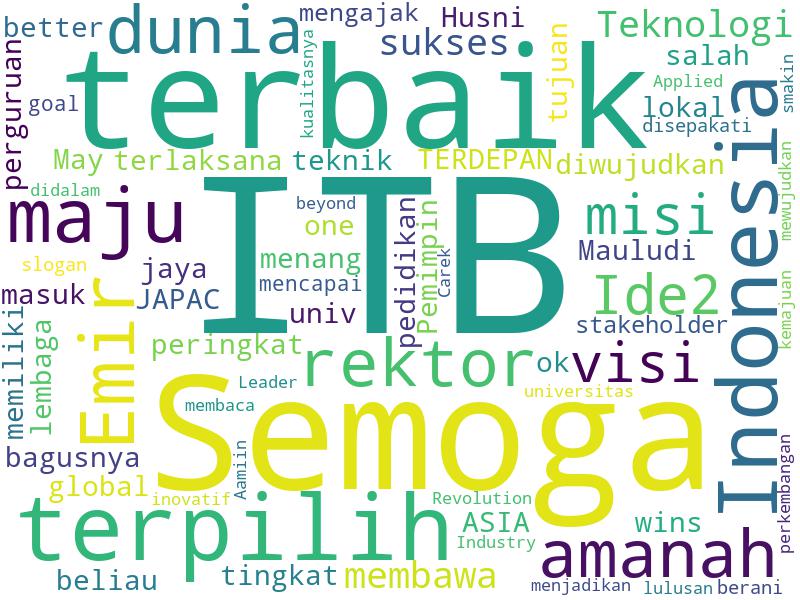 better
dunia
mengajak
Husni
sukses
Teknologi
salah
tujuan
kualitasnya
perguruan
goal
terbaik
Applied
lokal
disepakati
smakin
May
terlaksana
teknik
TERDEPAN
diwujudkan
didalam
ITB
beyond
one
maju
misi
Indonesia
mewujudkan
slogan
jaya
menang
mencapai
pedidikan
Pemimpin
Carek
Mauludi
masuk
JAPAC
univ
Ide2
stakeholder
kemajuan
memiliki
lembaga
Emir
peringkat
rektor
ok
visi
Leader
universitas
membaca
Semoga
bagusnya
global
inovatif
Aamiin
Revolution
terpilih
ASIA
wins
Industry
amanah
perkembangan
beliau
tingkat
membawa
menjadikan
lulusan
berani